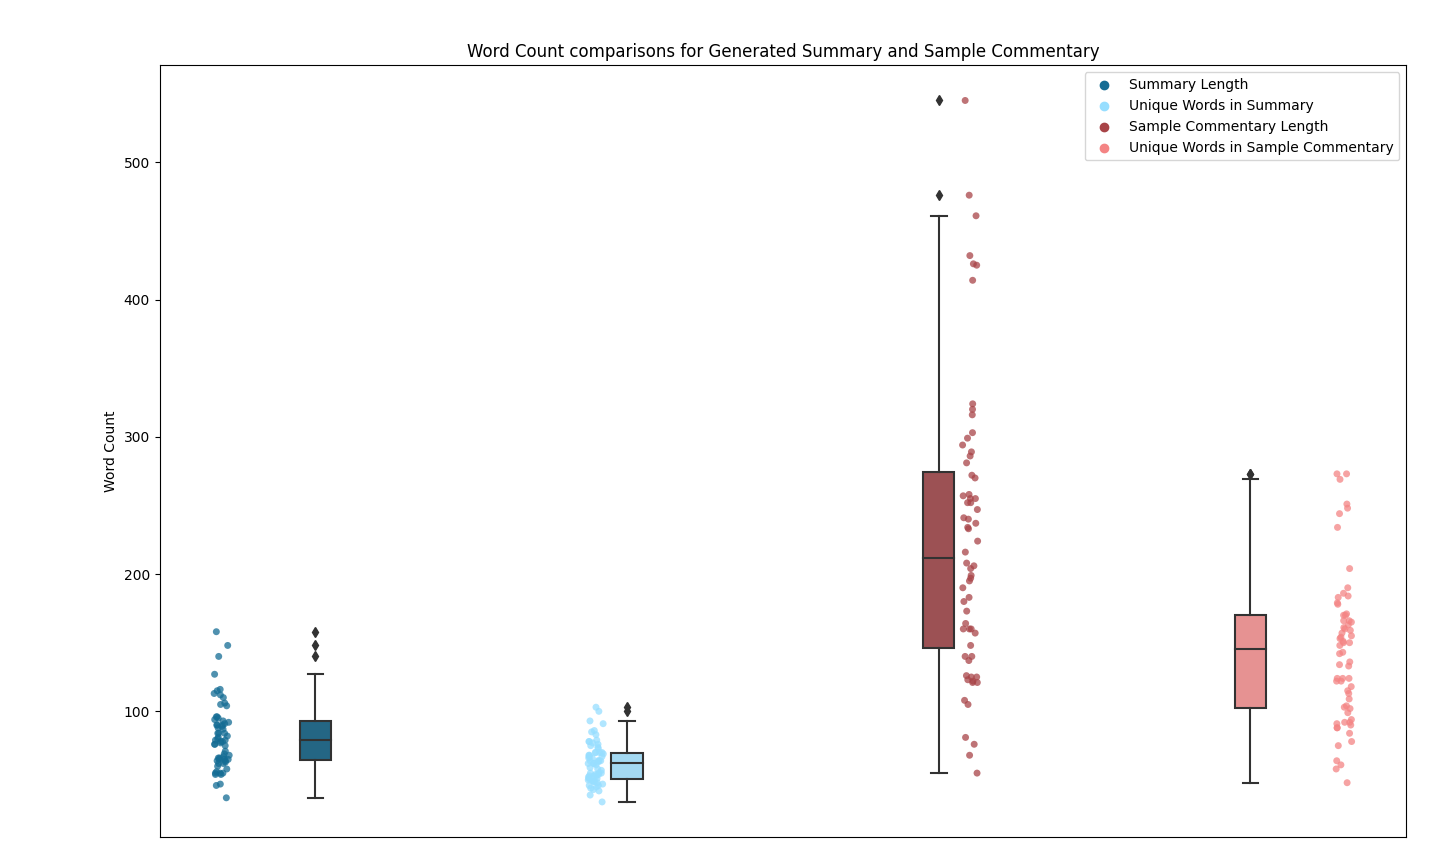 Word Count comparisons for Generated Summary and Sample Commentary
Summary Length
Unique Words in Summary
Sample Commentary Length
Unique Words in Sample Commentary
500
400
300
200
100
Word Count